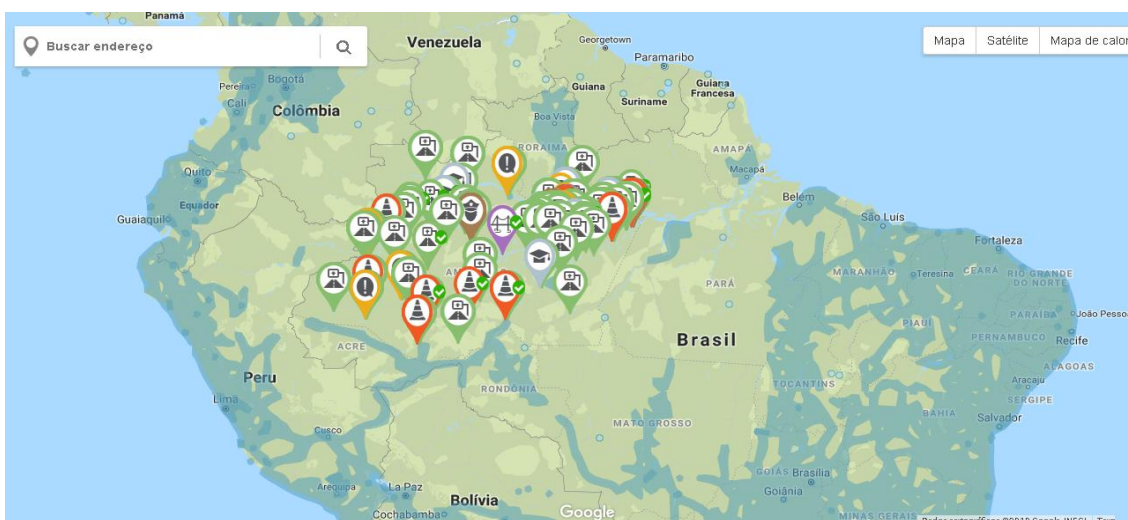 Panamá
Buscar endereço
Venezuela
Georgetown
Paramaribo
Mapa
Satélite
Mapa de calor
Pereira
Bogotá
Cali
Colômbia
Guiana
Suriname
Guiana
Francesa
Boa Vista
RORAIMA
AMAPÁ
Macapá
Quito
Equador
Guaiaquil
Belém
São Luís
Fortaleza
MARANHÃO
Teresina
CEARÁ
RIO GRANDE
DO NORTE
PARÁ
PARAÍBA
João Pesso
PIAUÍ
PERNAMBUCO
Recife
ACRE
Brasil
Peru
ALAGOAS
RONDÔNIA
TOCANTINS
Aracaju
SERGIPE
Lima
MATO GROSSO
BAHIA
Salvador
Cusco
GOIÁS
Brasília
Goiânia
Arequipa
La Paz
Bolívia
Cochabamba
Google
MINAS GERAIS